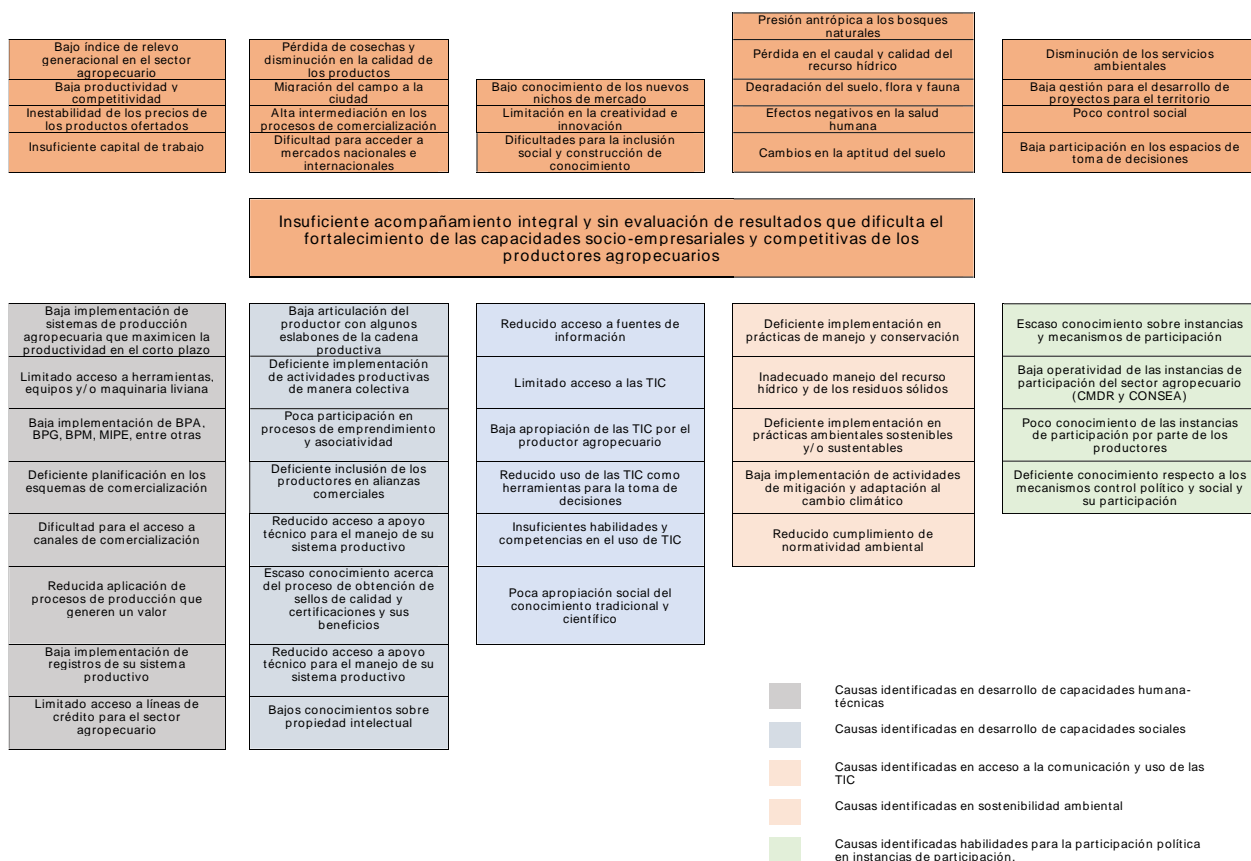 Bajo índice de relevo
generacional en el sector
agropecuario
Baja productividad y
competitividad
Inestabilidad de los precios de
los productos ofertados
Insuficiente capital de trabajo
Pérdida de cosechas y
disminución en la calidad de
los productos
Migración del campo a la
ciudad
Alta intermediación en los
procesos de comercialización
Dificultad para acceder a
mercados nacionales e
internacionales
Bajo conocimiento de los nuevos
nichos de mercado
Limitación en la creatividad e
innovación
Dificultades para la inclusión
social y construcción de
conocimiento
Presión antrópica a los bosques
naturales
Pérdida en el caudal y calidad del
recurso hídrico
Degradación del suelo, flora y fauna
Efectos negativos en la salud
humana
Cambios en la aptitud del suelo
Disminución de los servicios
ambientales
Baja gestión para el desarrollo de
proyectos para el territorio
Poco control social
Baja participación en los espacios de
toma de decisiones
Insuficiente acompañamiento integral y sin evaluación de resultados que dificulta el
fortalecimiento de las capacidades socio-empresariales y competitivas de los
productores agropecuarios
Baja implementación de
sistemas de producción
agropecuaria que maximicen la
productividad en el corto plazo
Limitado acceso a herramientas,
equipos y/o maquinaria liviana
Baja implementación de BPA,
BPG, BPM, MIPE, entre otras
Deficiente planificación en los
esquemas de comercialización
Dificultad para el acceso a
canales de comercialización
Reducida aplicación de
procesos de producción que
generen un valor
Baja implementación de
registros de su sistema
productivo
Limitado acceso a líneas de
crédito para el sector
agropecuario
Baja articulación del
productor con algunos
eslabones de la cadena
productiva
Deficiente implementación
de actividades productivas
de manera colectiva
Poca participación en
procesos de emprendimiento
y asociatividad
Deficiente inclusión de los
productores en alianzas
comerciales
Reducido acceso a apoyo
técnico para el manejo de su
sistema productivo
Escaso conocimiento acerca
del proceso de obtención de
sellos de calidad y
certificaciones y sus
beneficios
Reducido acceso a apoyo
técnico para el manejo de su
sistema productivo
Bajos conocimientos sobre
propiedad intelectual
Reducido acceso a fuentes de
información
Limitado acceso a las TIC
Baja apropiación de las TIC por el
productor agropecuario
Reducido uso de las TIC como
herramientas para la toma de
decisiones
Insuficientes habilidades y
competencias en el uso de TIC
Poca apropiación social del
conocimiento tradicional y
científico
Deficiente implementación en
prácticas de manejo y conservación
Inadecuado manejo del recurso
hídrico y de los residuos sólidos
Deficiente implementación en
prácticas ambientales sostenibles
y/o sustentables
Baja implementación de actividades
de mitigación y adaptación al
cambio climático
Reducido cumplimiento de
normatividad ambiental
Escaso conocimiento sobre instancias
y mecanismos de participación
Baja operatividad de las instancias de
participación del sector agropecuario
(CMDR y CONSEA)
Poco conocimiento de las instancias
de participación por parte de los
productores
Deficiente conocimiento respecto a los
mecanismos control político y social y
su participación
Causas identificadas en desarrollo de capacidades humana-
técnicas
Causas identificadas en desarrollo de capacidades sociales
Causas identificadas en acceso a la comunicación y uso de las
TIC
Causas identificadas en sostenibilidad ambiental
Causas identificadas habilidades para la participación política
en instancias de participación.